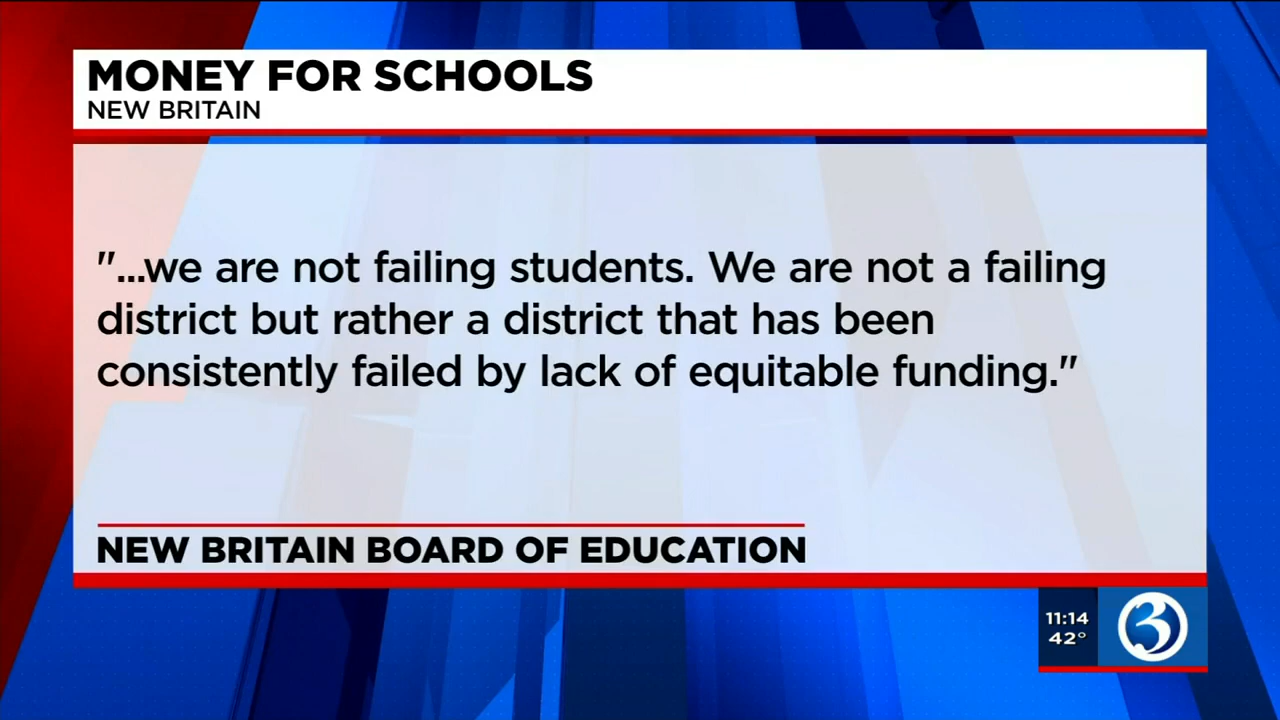 MONEY FOR SCHOOLS
NEW BRITAIN
"...we are not failing students. We are not a failing
district but rather a district that has been
consistently failed by lack of equitable funding."
NEW BRITAIN BOARD OF EDUCATION
11:14
42°
3